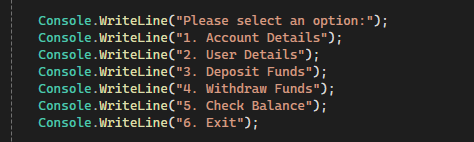 Console.WriteLine("Please select an option:");
Console.WriteLine("1. Account Details");
Console.WriteLine("2. User Details");
Console.WriteLine("3. Deposit Funds");
Console.WriteLine("4. Withdraw Funds");
Console.WriteLine("5. Check Balance");
Console.WriteLine("6. Exit");